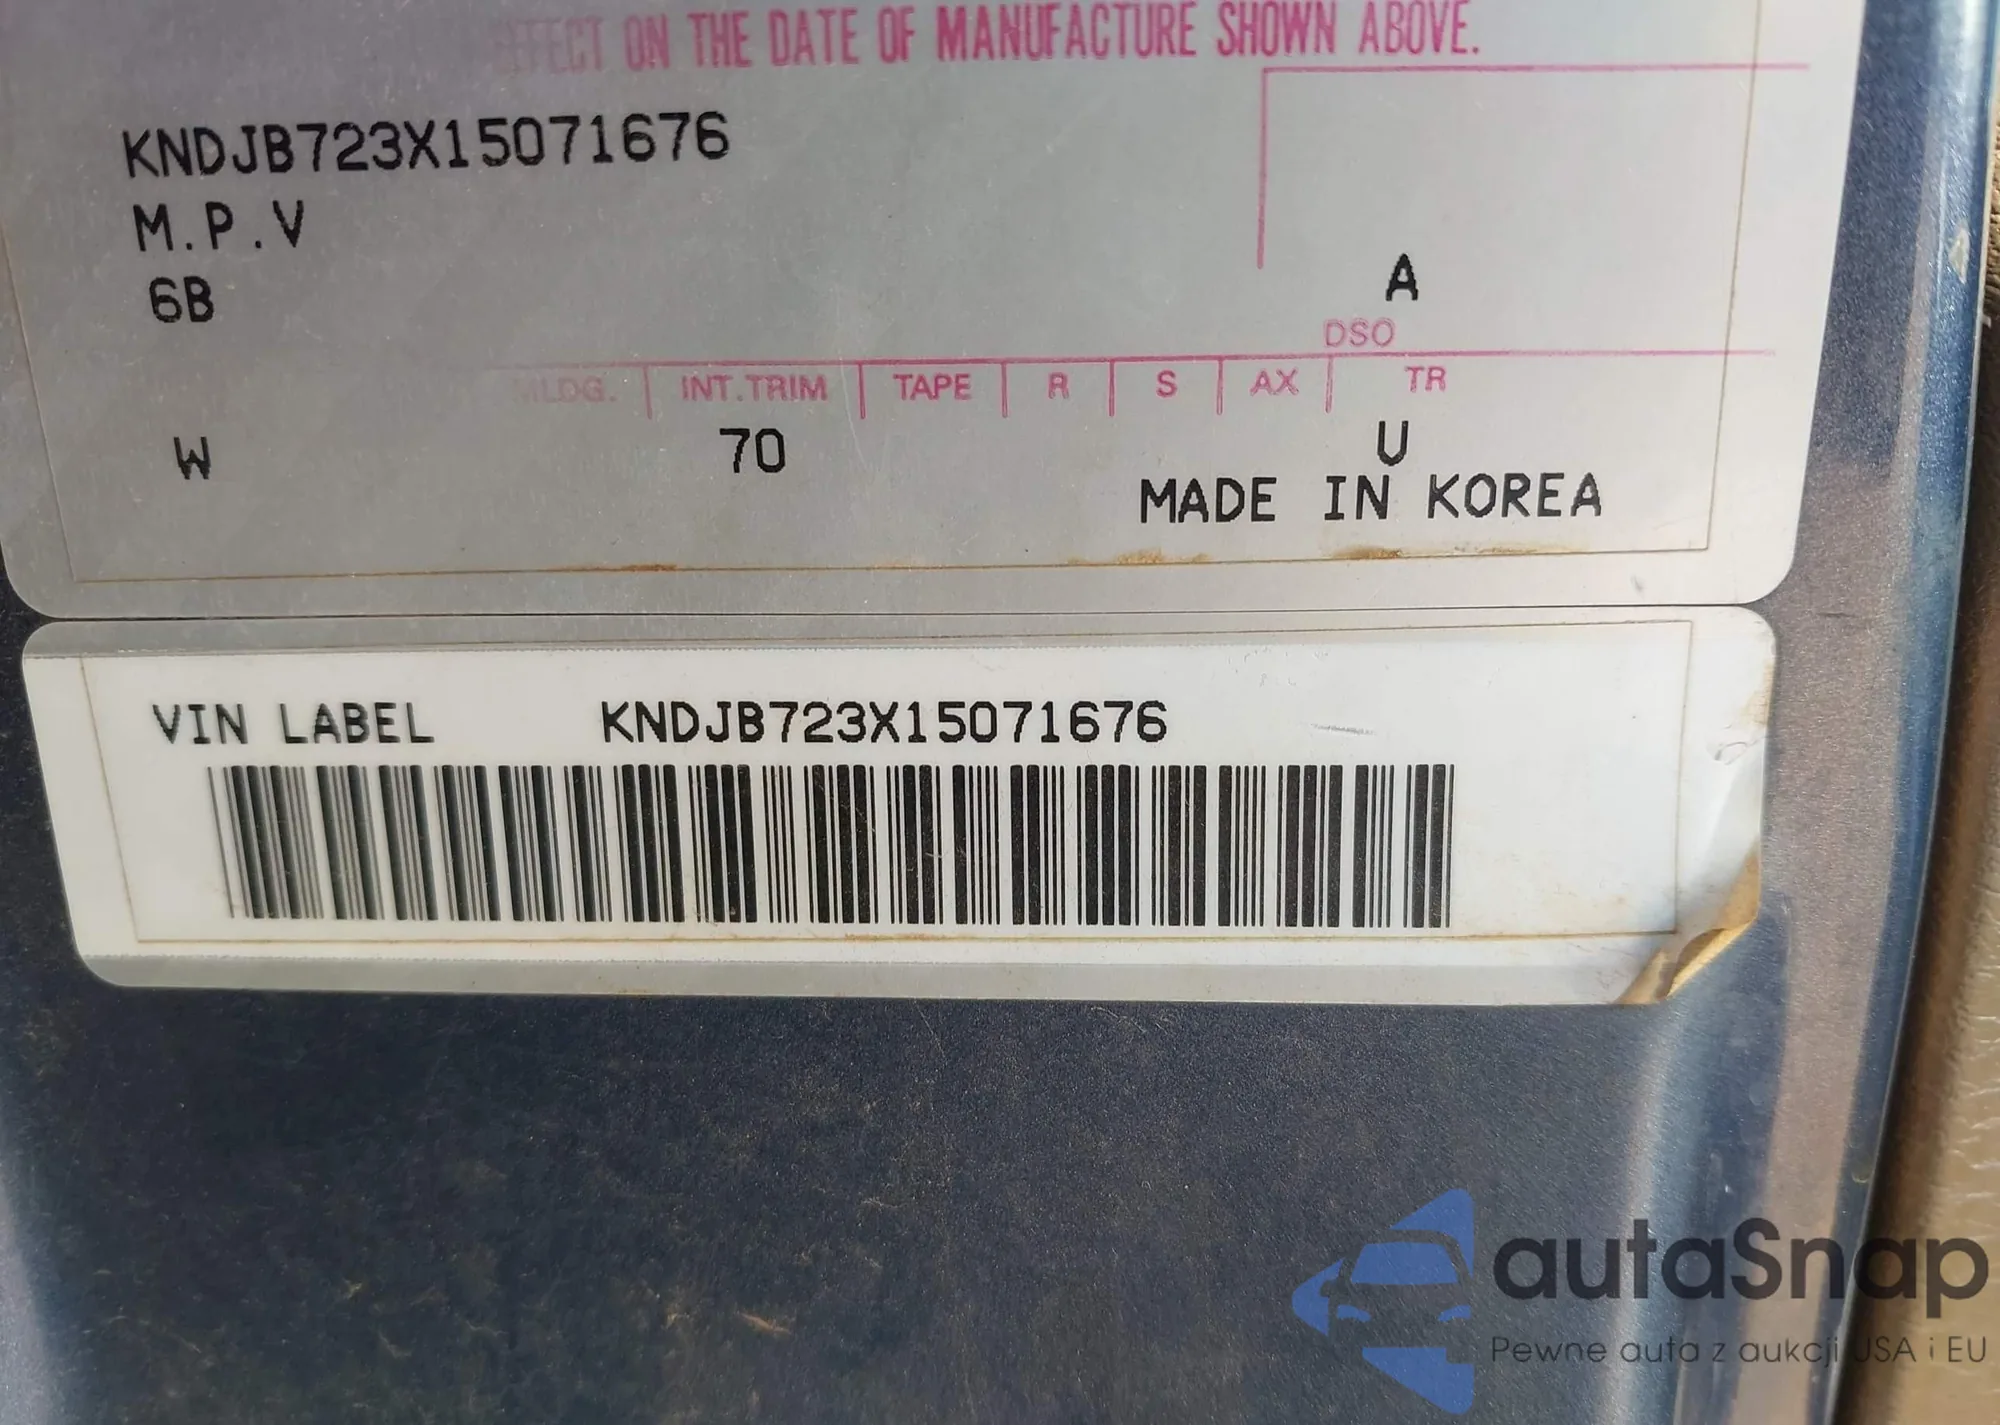 EFFECT ON THE DATE OF MANUFACTURE SHOWN ABOVE.
KNDJB723X15071676
M.P.V
6B
A
DSO
MLDG. INT.TRIM TAPE R S AX TR
W 70 U
MADE IN KOREA
VIN LABEL KNDJB723X15071676
autaSnap
Pewne auta z aukcji USA i EU